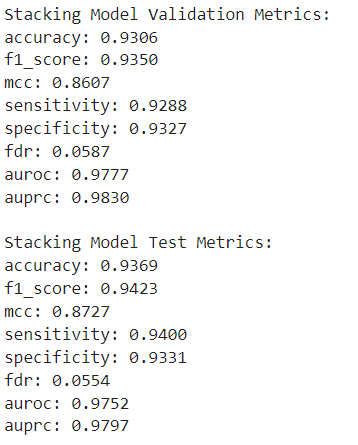 Stacking Model Validation Metrics:
accuracy: 0.9306
f1_score: 0.9350
mcc: 0.8607
sensitivity: 0.9288
specificity: 0.9327
fdr: 0.0587
auroc: 0.9777
auprc: 0.9830

Stacking Model Test Metrics:
accuracy: 0.9369
f1_score: 0.9423
mcc: 0.8727
sensitivity: 0.9400
specificity: 0.9331
fdr: 0.0554
auroc: 0.9752
auprc: 0.9797